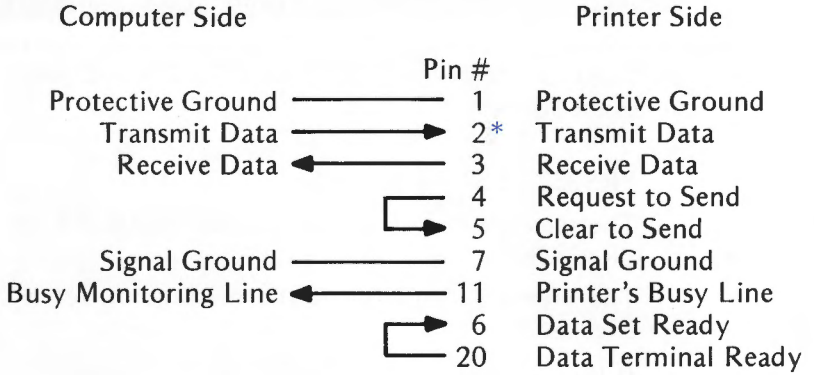 Computer Side Printer Side
Pin #
Protective Ground 1 Protective Ground
Transmit Data 2* Transmit Data
Receive Data 3 Receive Data
4 Request to Send
5 Clear to Send
Signal Ground 7 Signal Ground
Busy Monitoring Line 11 Printer's Busy Line
6 Data Set Ready
20 Data Terminal Ready